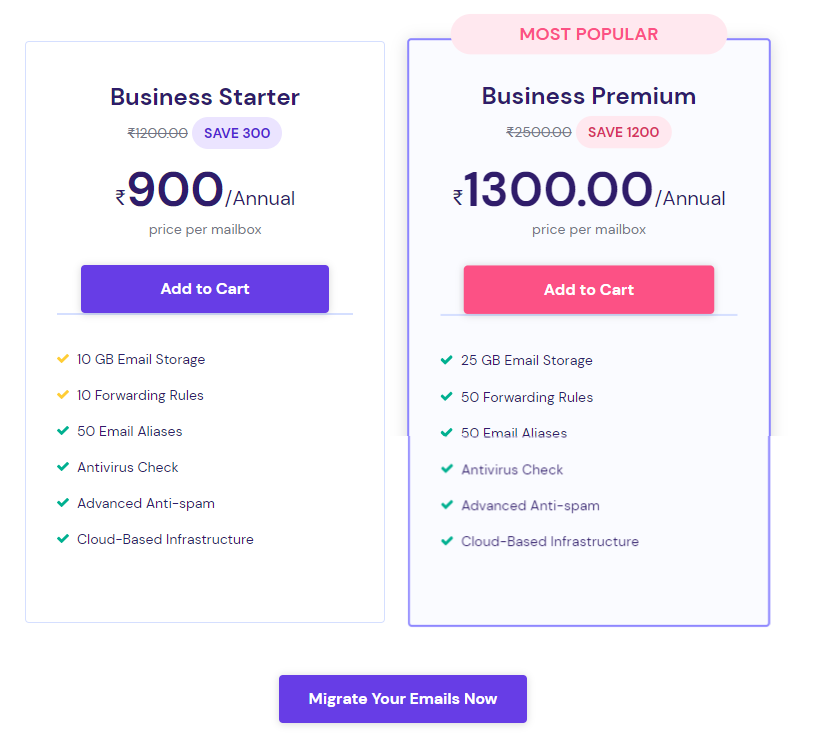 Business Starter
₹1200.00 SAVE 300
₹900/Annual
price per mailbox
Add to Cart
10 GB Email Storage
10 Forwarding Rules
50 Email Aliases
Antivirus Check
Advanced Anti-spam
Cloud-Based Infrastructure
MOST POPULAR
Business Premium
₹2500.00 SAVE 1200
₹1300.00/Annual
price per mailbox
Add to Cart
25 GB Email Storage
50 Forwarding Rules
50 Email Aliases
Antivirus Check
Advanced Anti-spam
Cloud-Based Infrastructure
Migrate Your Emails Now